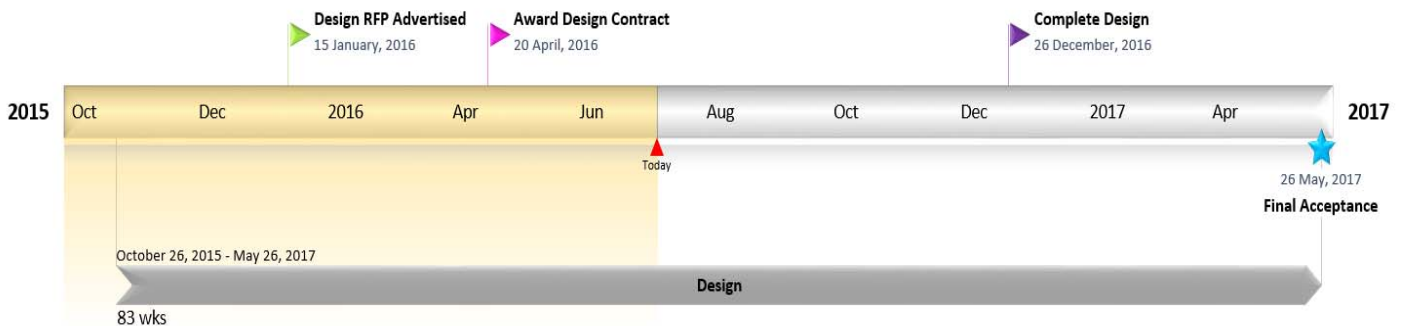 Design RFP Advertised
15 January, 2016
Award Design Contract
20 April, 2016
Complete Design
26 December, 2016
2015 Oct Dec 2016 Apr Jun Aug Oct Dec 2017 Apr 2017
Today
26 May, 2017
Final Acceptance
October 26, 2015 - May 26, 2017
Design
83 wks